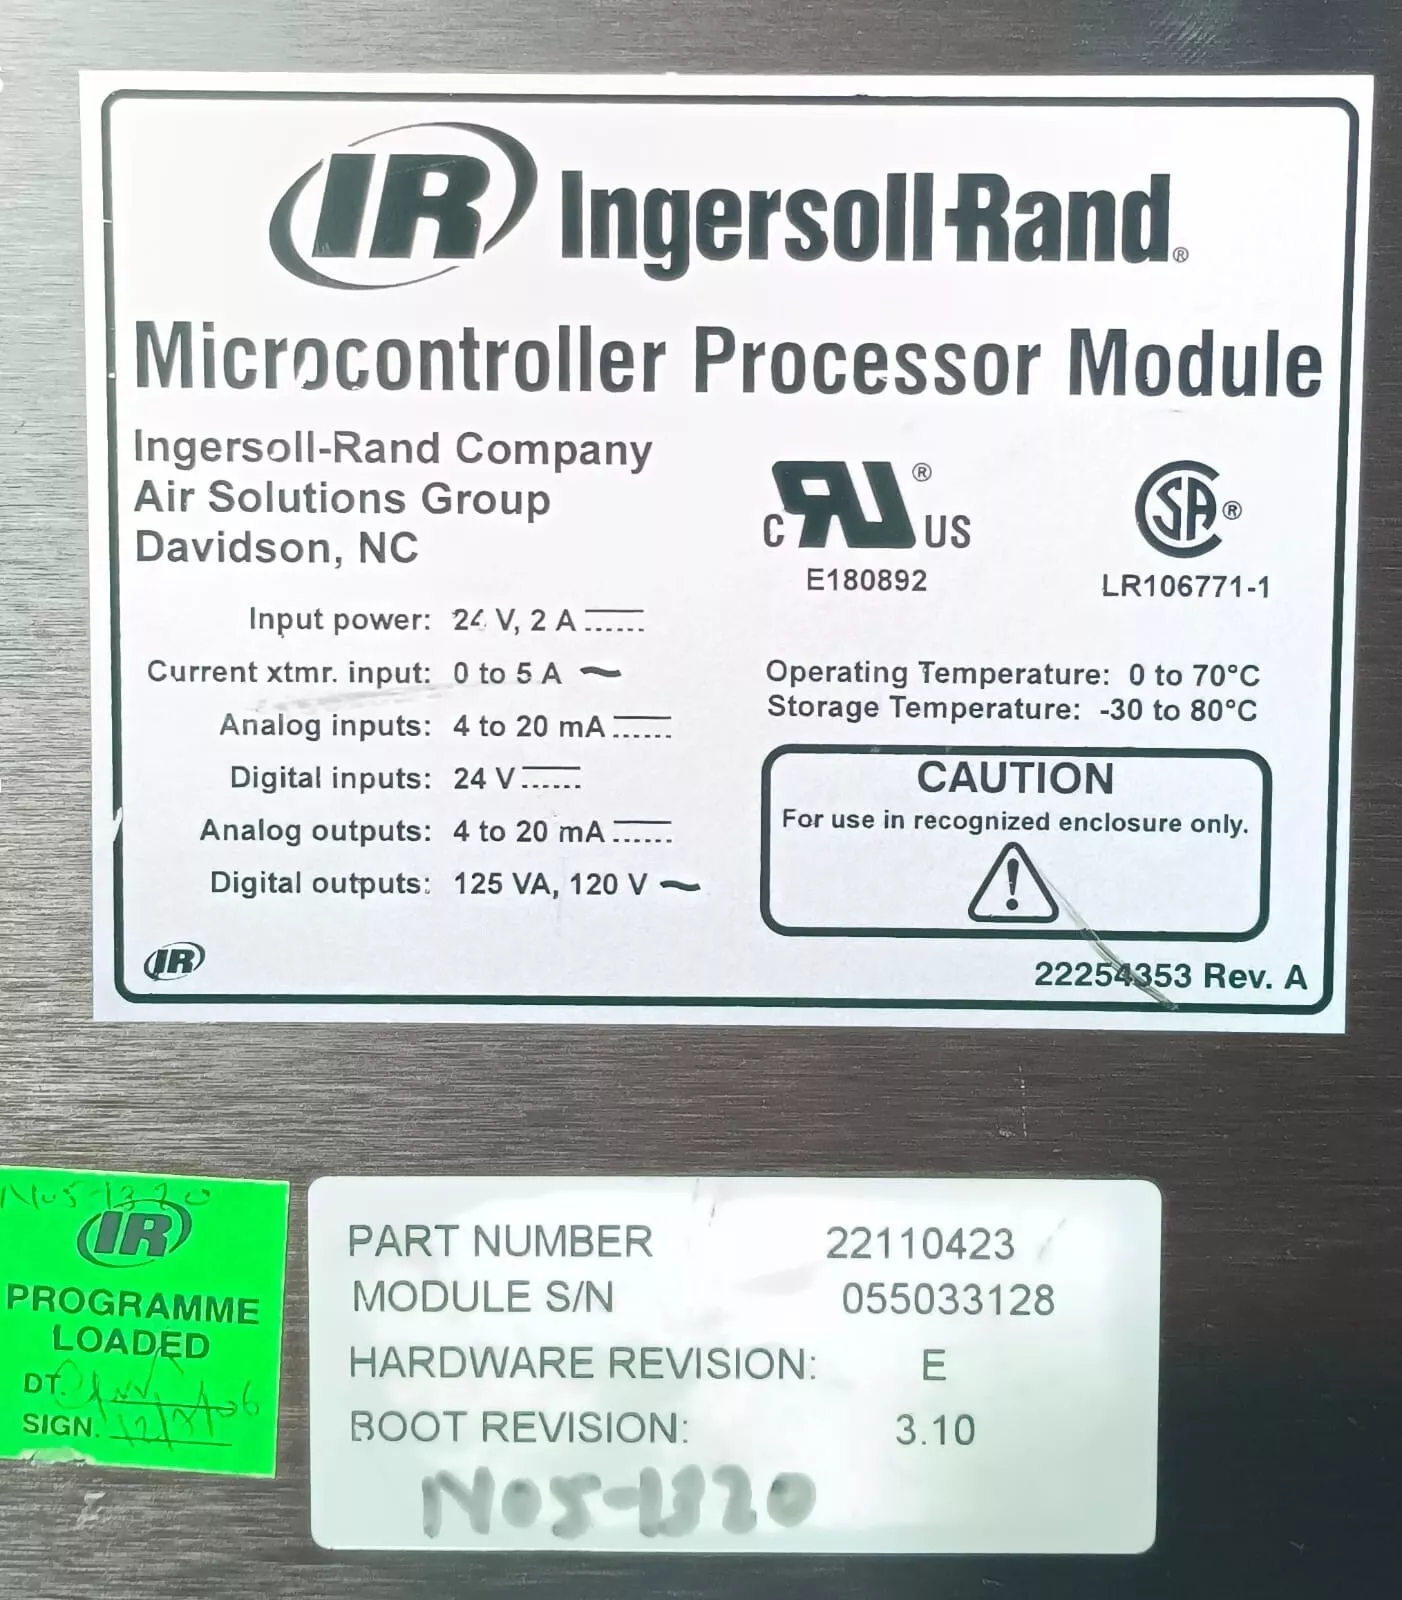 IR Ingersoll-Rand®
Microcontroller Processor Module
Ingersoll-Rand Company
Air Solutions Group
Davidson, NC
C RU® US
E180892
SA®
LR106771-1
Input power: 24 V, 2 A
Current xtmr. input: 0 to 5 A
Analog inputs: 4 to 20 mA
Digital inputs: 24 V
Analog outputs: 4 to 20 mA
Digital outputs: 125 VA, 120 V
Operating Temperature: 0 to 70°C
Storage Temperature: -30 to 80°C
CAUTION
For use in recognized enclosure only.
!
IR
22254353 Rev. A
N05-1320
IR
PROGRAMME
LOADED
DT.
SIGN.
PART NUMBER 22110423
MODULE S/N 055033128
HARDWARE REVISION: E
BOOT REVISION: 3.10
N05-1320